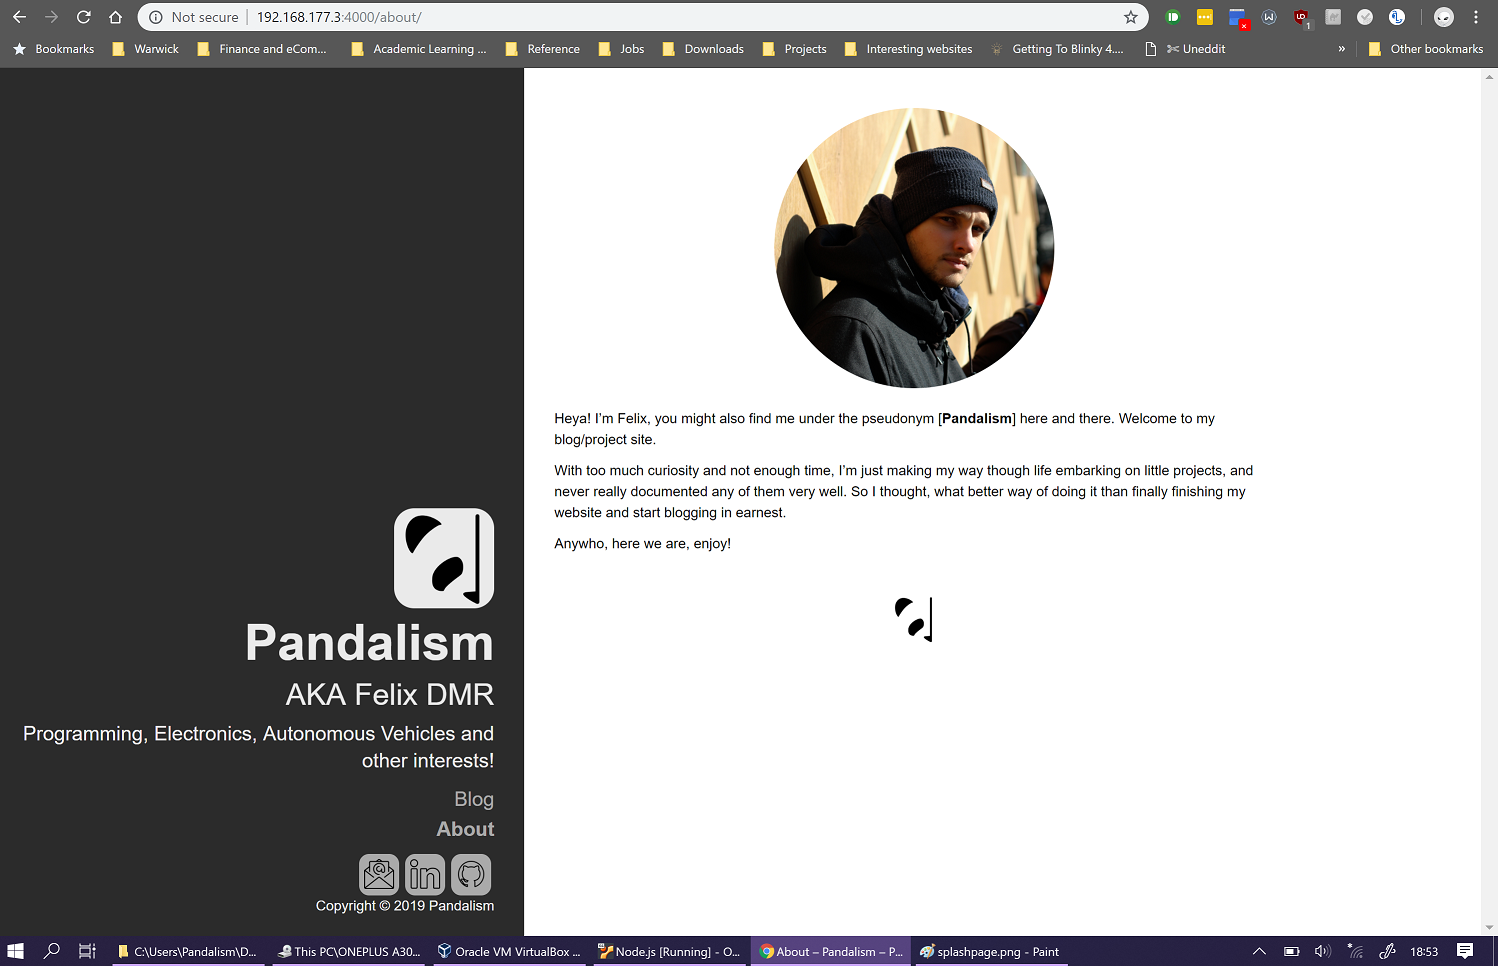 Not secure
192.168.177.3:4000/about/
Bookmarks
Warwick
Finance and eCom...
Academic Learning ...
Reference
Jobs
Downloads
Projects
Interesting websites
Getting To Blinky 4....
Uneddit
»
Other bookmarks
Heya! I'm Felix, you might also find me under the pseudonym [Pandalism] here and there. Welcome to my
blog/project site.
With too much curiosity and not enough time, I'm just making my way though life embarking on little projects, and
never really documented any of them very well. So I thought, what better way of doing it than finally finishing my
website and start blogging in earnest.
Anywho, here we are, enjoy!
Pandalism
AKA Felix DMR
Programming, Electronics, Autonomous Vehicles and
other interests!
Blog
About
in
Copyright © 2019 Pandalism
C:\Users\Pandalism\D...
This PC\ONEPLUS A30...
Oracle VM VirtualBox ...
Node.js [Running] - O...
About – Pandalism – P...
splashpage.png - Paint
18:53